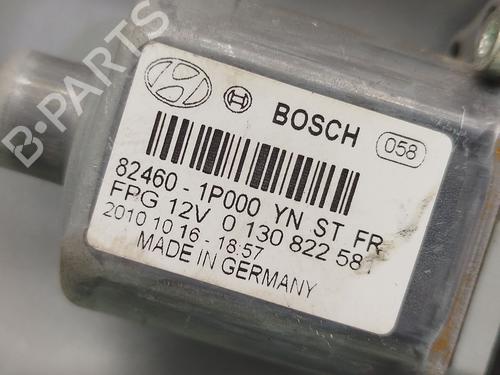 BOSCH 058
82460 - 1P000 YN ST FR
FPG 12V 0 130 822 581
2010 10 16 - 18:57
MADE IN GERMANY
B-PARTS